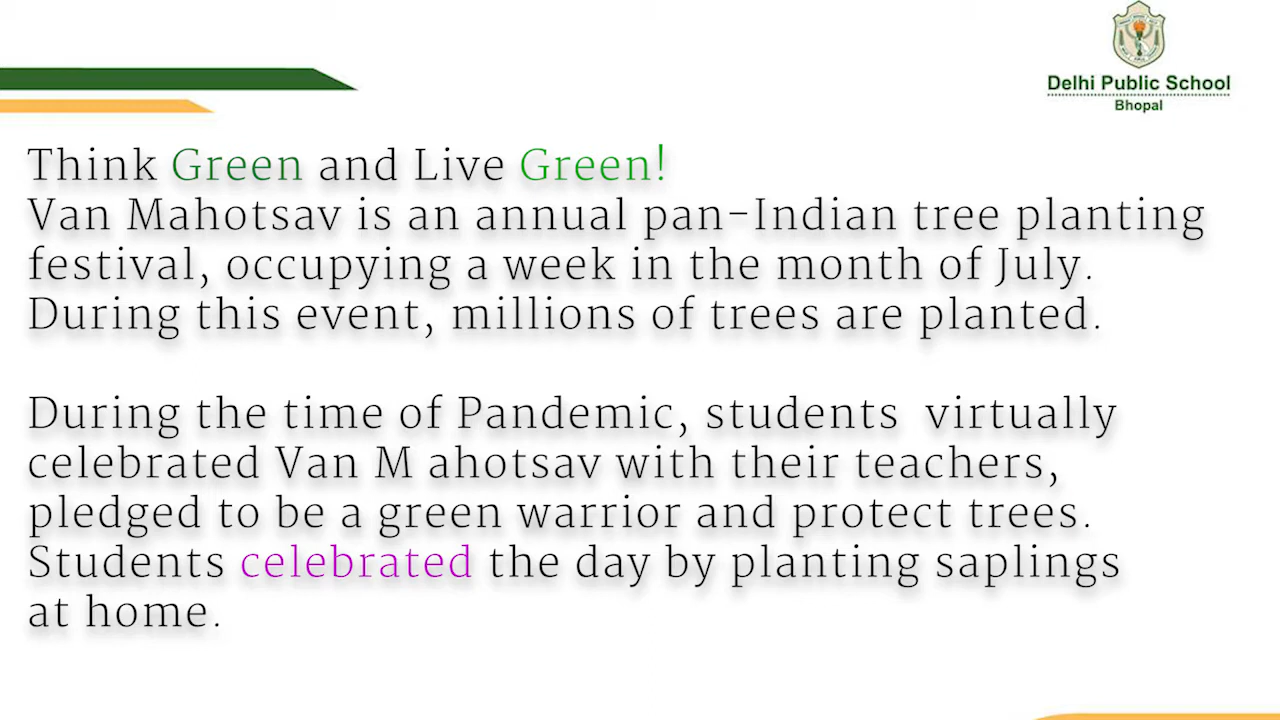 Delhi Public School
Bhopal
Think Green and Live Green!
Van Mahotsav is an annual pan-Indian tree planting
festival, occupying a week in the month of July.
During this event, millions of trees are planted.
During the time of Pandemic, students  virtually
celebrated Van M ahotsav with their teachers,
pledged to be a green warrior and protect trees.
Students celebrated the day by planting saplings
at home.